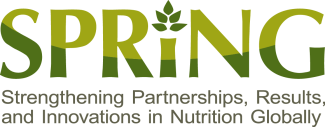 SPRiNG
Strengthening Partnerships, Results,
and Innovations in Nutrition Globally